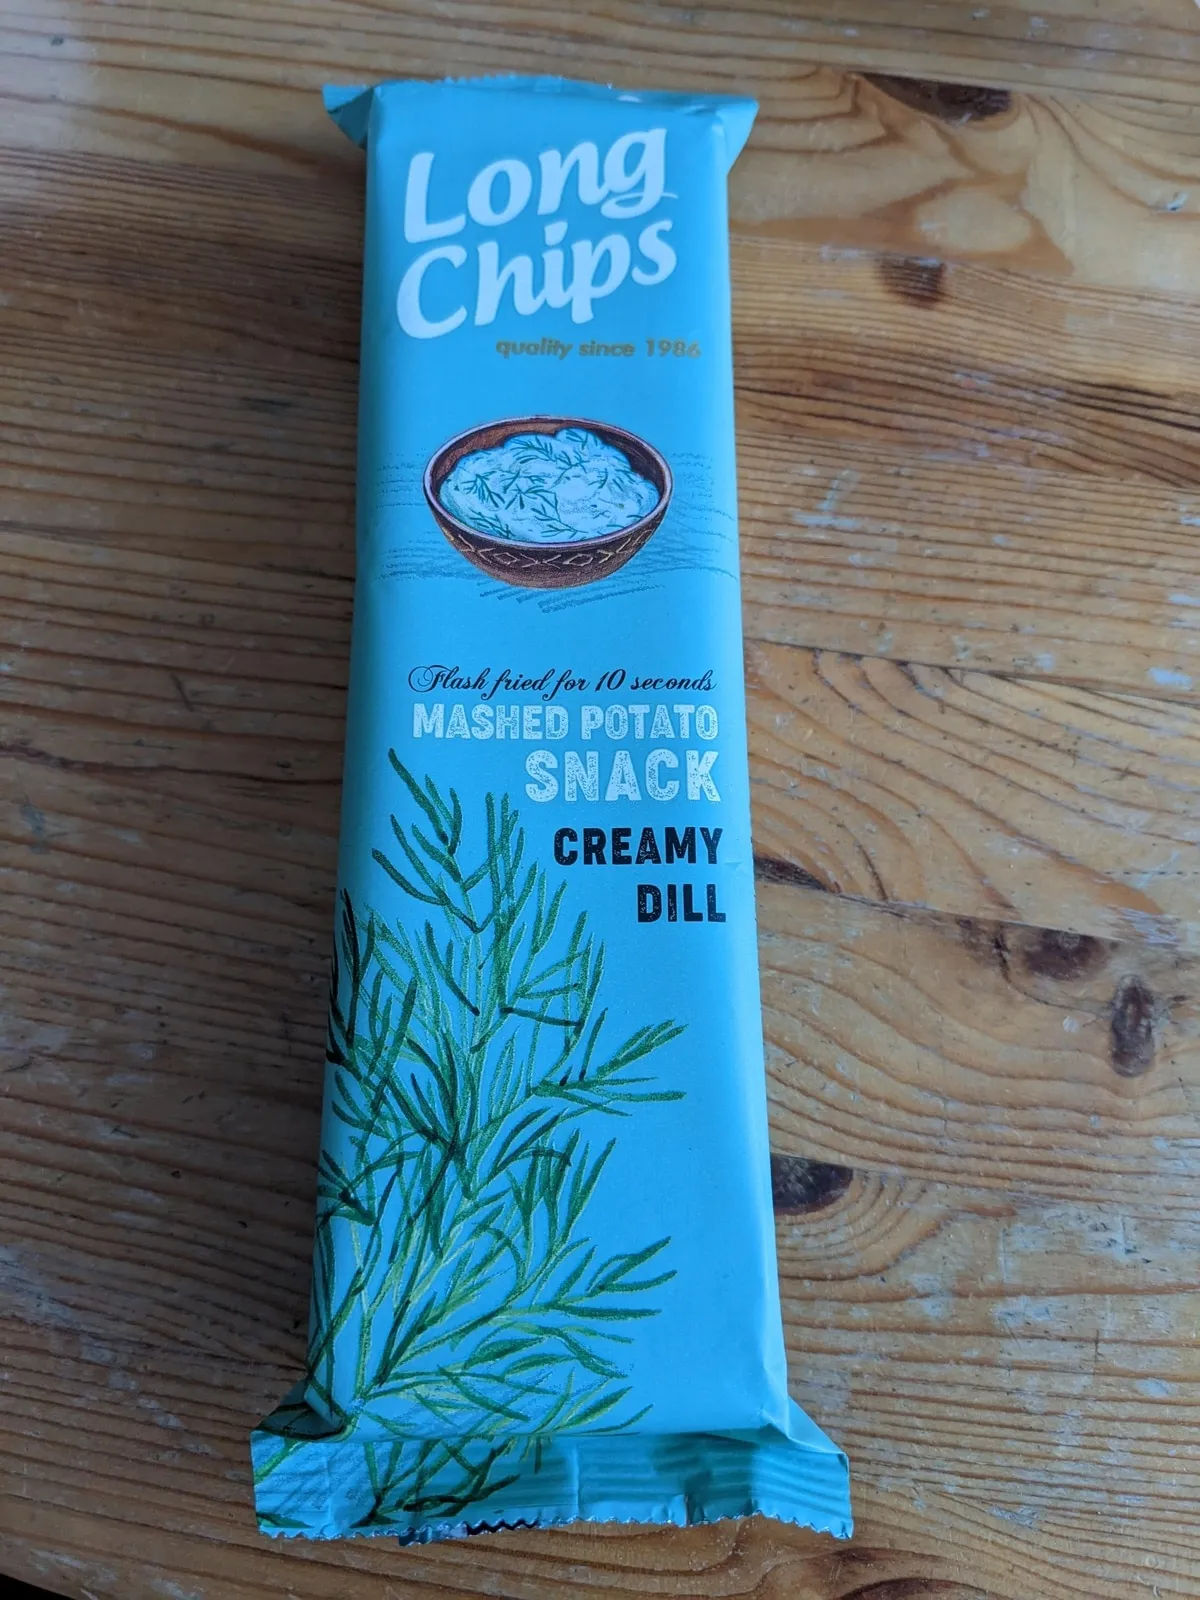 Long
Chips
quality since 1986
Flash fried for 10 seconds
MASHED POTATO
SNACK
CREAMY
DILL